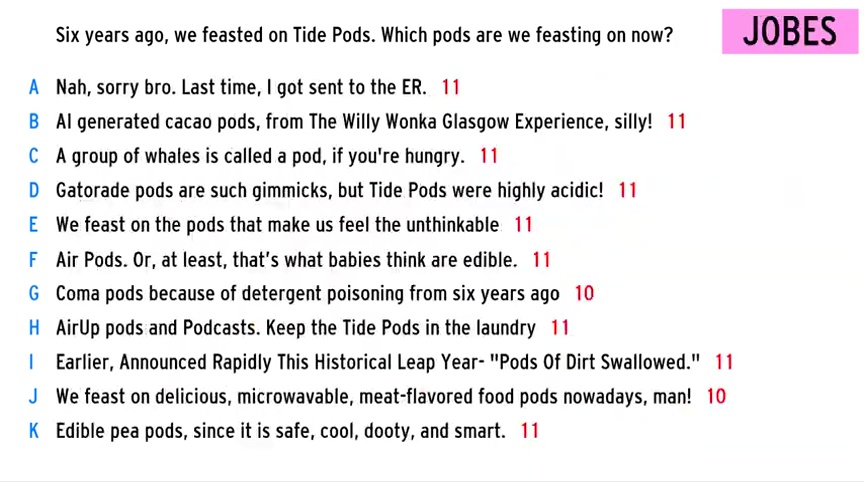 Six years ago, we feasted on Tide Pods. Which pods are we feasting on now?
JOBES
A Nah, sorry bro. Last time, I got sent to the ER. 11
B AI generated cacao pods, from The Willy Wonka Glasgow Experience, silly! 11
C A group of whales is called a pod, if you're hungry. 11
D Gatorade pods are such gimmicks, but Tide Pods were highly acidic! 11
E We feast on the pods that make us feel the unthinkable 11
F Air Pods. Or, at least, that's what babies think are edible. 11
G Coma pods because of detergent poisoning from six years ago 10
H AirUp pods and Podcasts. Keep the Tide Pods in the laundry 11
I Earlier, Announced Rapidly This Historical Leap Year- "Pods Of Dirt Swallowed." 11
J We feast on delicious, microwavable, meat-flavored food pods nowadays, man! 10
K Edible pea pods, since it is safe, cool, dooty, and smart. 11